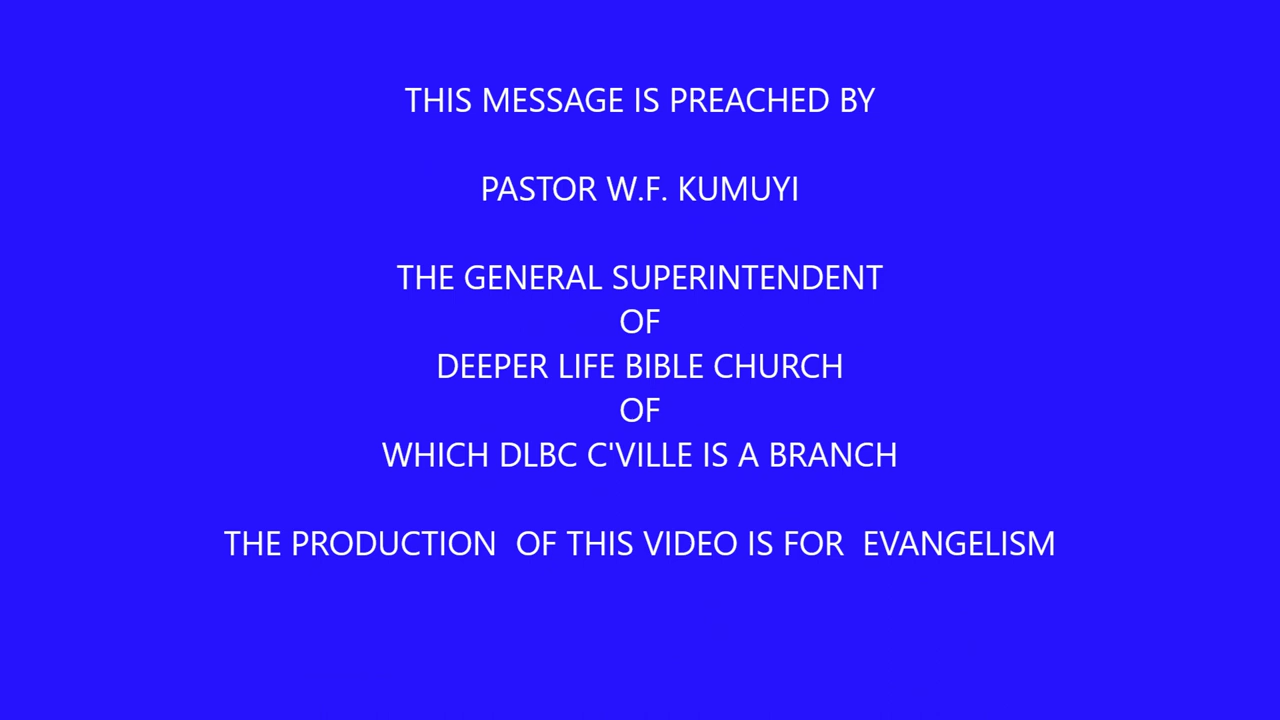 THIS MESSAGE IS PREACHED BY
PASTOR W.F. KUMUYI
THE GENERAL SUPERINTENDENT
OF
DEEPER LIFE BIBLE CHURCH
OF
WHICH DLBC C'VILLE IS A BRANCH
THE PRODUCTION  OF THIS VIDEO IS FOR  EVANGELISM